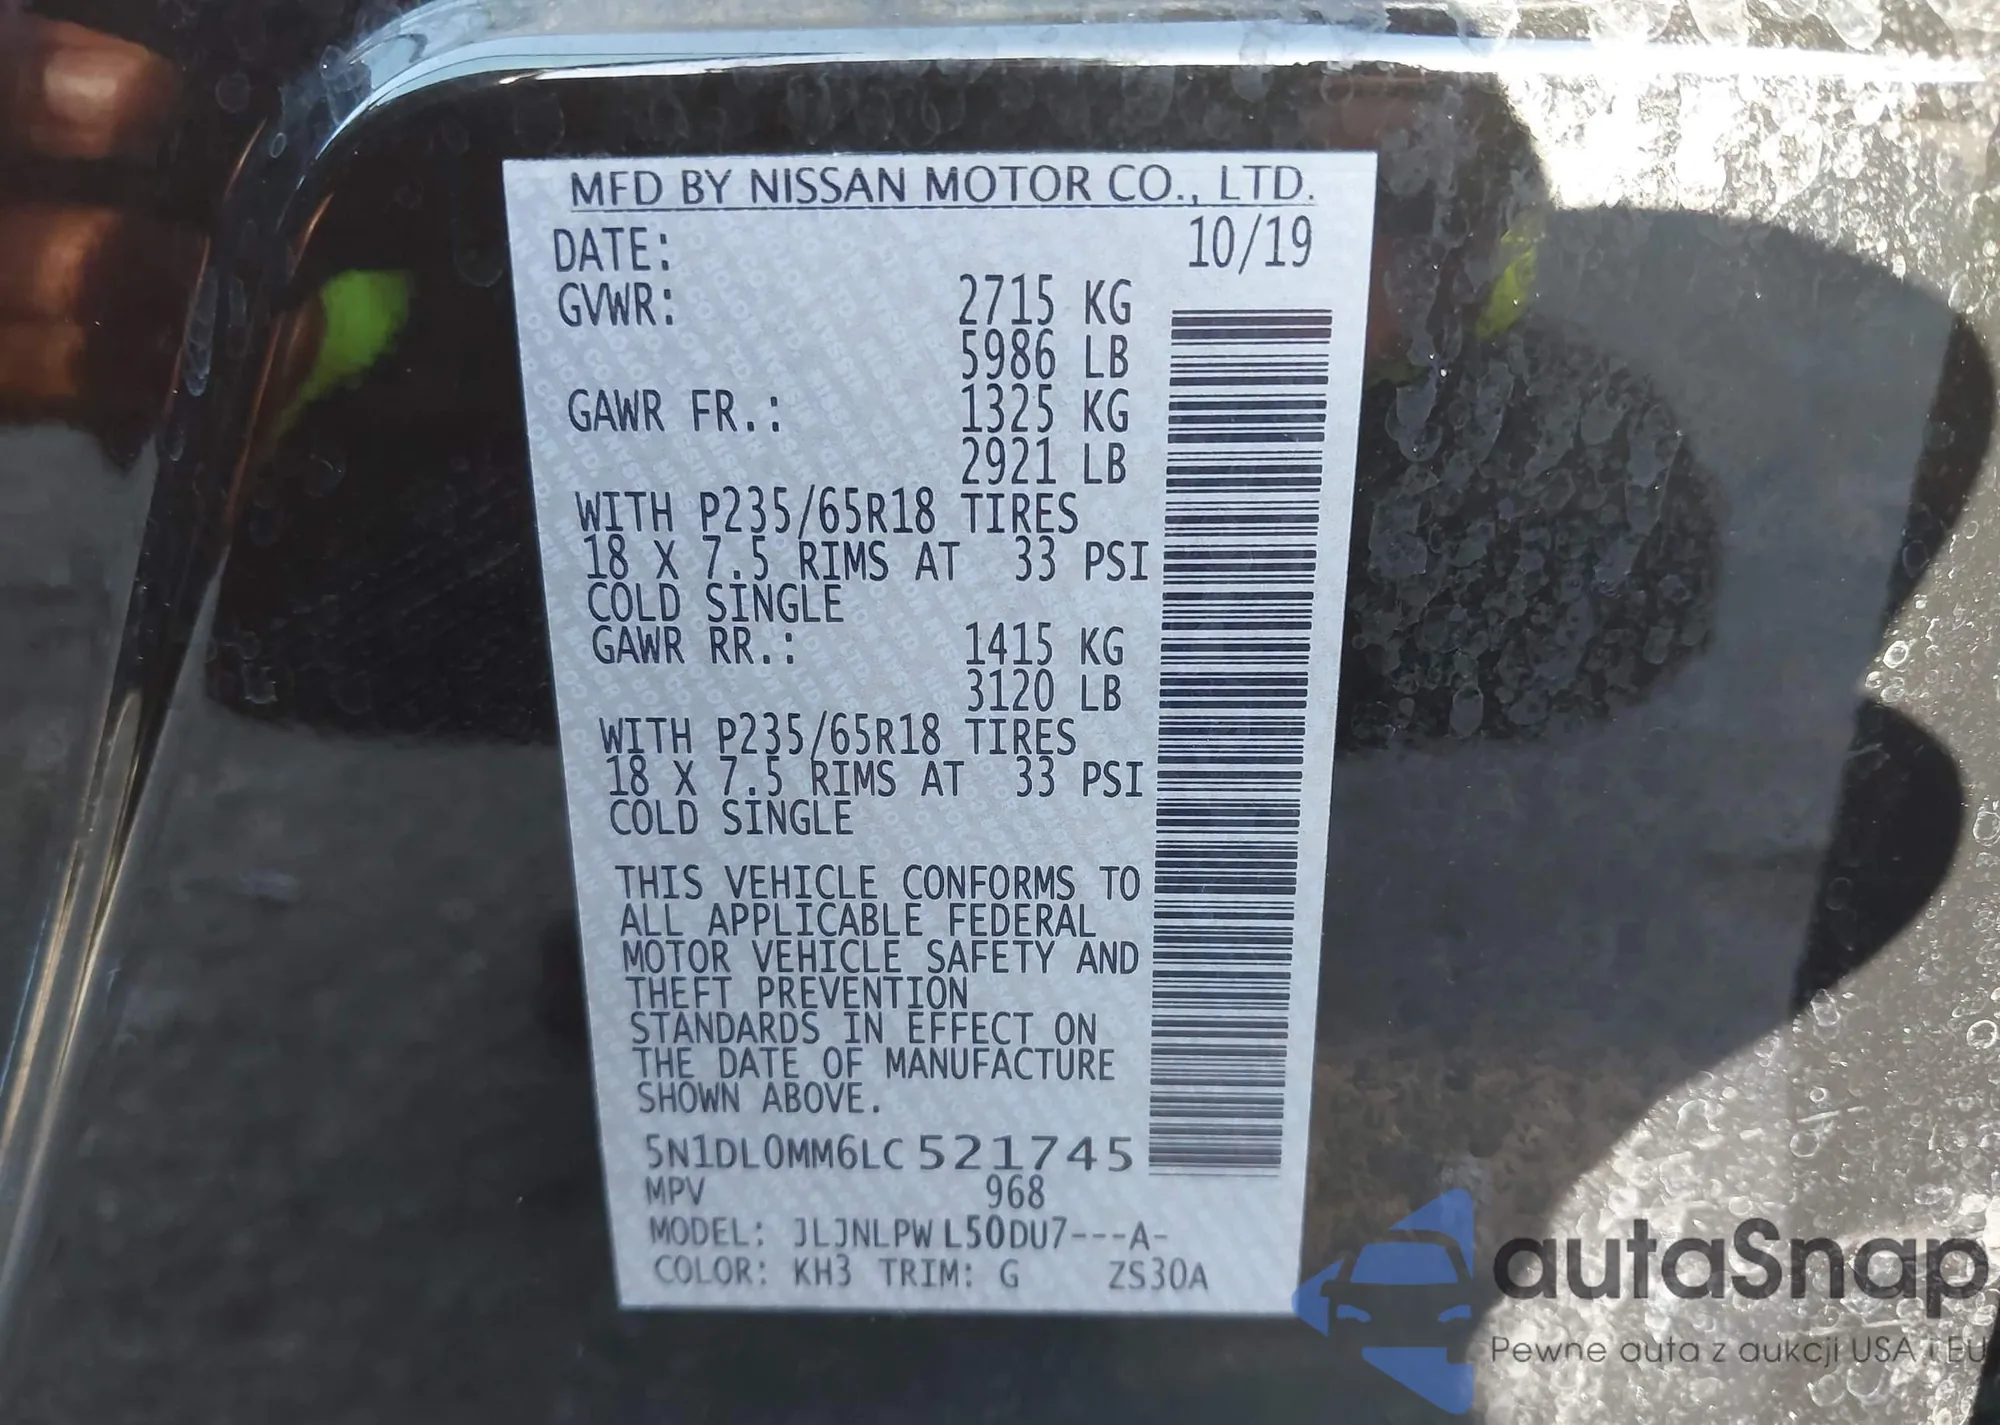 MFD BY NISSAN MOTOR CO., LTD.
DATE: 10/19
GVWR: 2715 KG
5986 LB
GAWR FR.: 1325 KG
2921 LB
WITH P235/65R18 TIRES
18 X 7.5 RIMS AT 33 PSI
COLD SINGLE
GAWR RR.: 1415 KG
3120 LB
WITH P235/65R18 TIRES
18 X 7.5 RIMS AT 33 PSI
COLD SINGLE
THIS VEHICLE CONFORMS TO
ALL APPLICABLE FEDERAL
MOTOR VEHICLE SAFETY AND
THEFT PREVENTION
STANDARDS IN EFFECT ON
THE DATE OF MANUFACTURE
SHOWN ABOVE.
5N1DL0MM6LC521745
MPV 968
MODEL: JLJNLPWL50DU7---A-
COLOR: KH3 TRIM: G ZS30A
autaSnap
Pewne auta z aukcji USA i EU